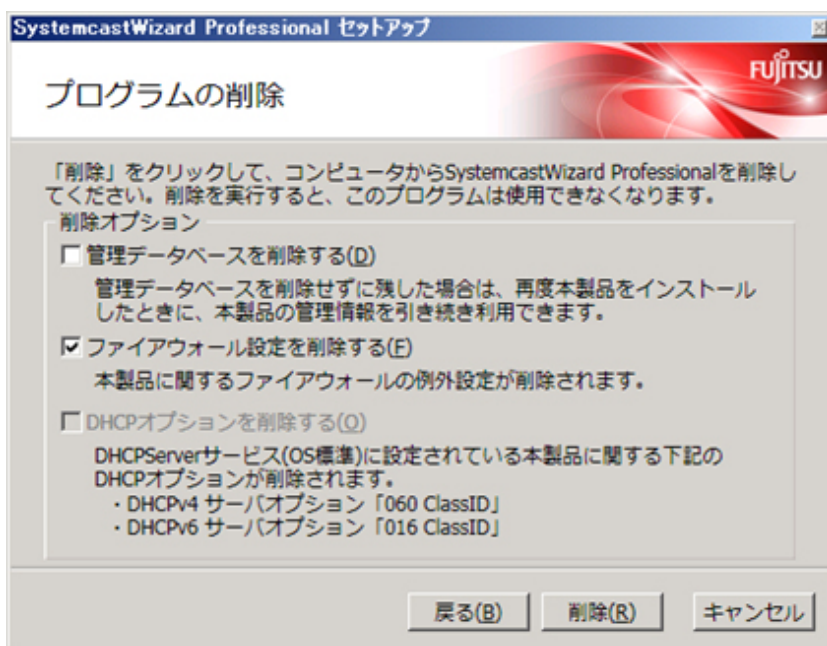 SystemcastWizard Professional セットアップ
FUJITSU
プログラムの削除
「削除」をクリックして、コンピュータからSystemcastWizard Professionalを削除し
てください。削除を実行すると、このプログラムは使用できなくなります。
削除オプション
管理データベースを削除する(D)
管理データベースを削除せずに残した場合は、再度本製品をインストール
したときに、本製品の管理情報を引き続き利用できます。
ファイアウォール設定を削除する(F)
本製品に関するファイアウォールの例外設定が削除されます。
DHCPオプションを削除する(O)
DHCPServerサービス(OS標準)に設定されている本製品に関する下記の
DHCPオプションが削除されます。
・DHCPv4 サーバオプション「060 ClassID」
・DHCPv6 サーバオプション「016 ClassID」
戻る(B) 削除(R) キャンセル